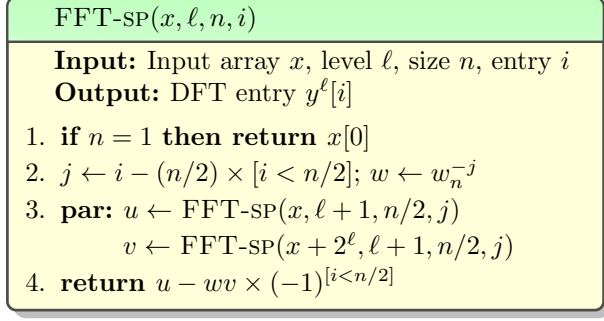 FFT-SP(x, ℓ, n, i)
Input: Input array x, level ℓ, size n, entry i
Output: DFT entry y^ℓ[i]
1. if n = 1 then return x[0]
2. j ← i − (n/2) × [i < n/2]; w ← w_n^{−j}
3. par: u ← FFT-SP(x, ℓ + 1, n/2, j)
v ← FFT-SP(x + 2^ℓ, ℓ + 1, n/2, j)
4. return u − wv × (−1)^{[i<n/2]}